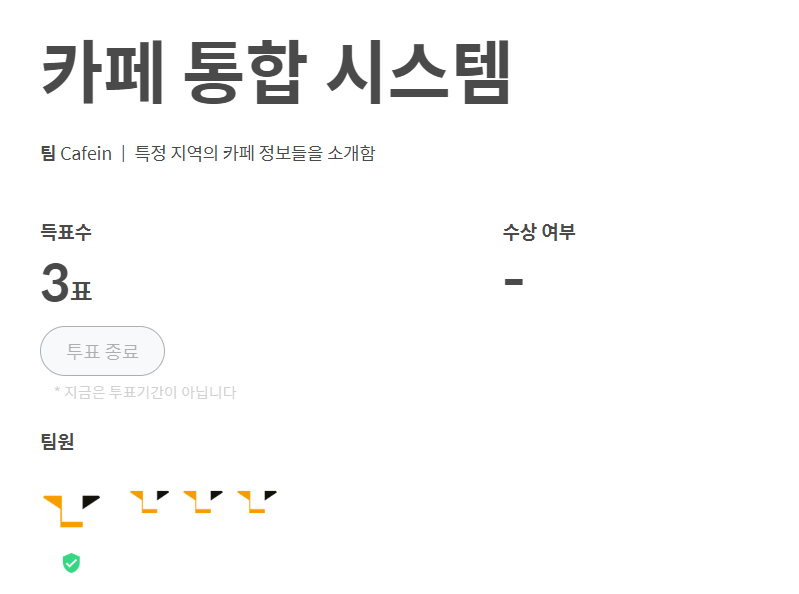 카페 통합 시스템
팀 Cafein | 특정 지역의 카페 정보들을 소개함
득표수
수상 여부
3표
-
투표 종료
* 지금은 투표기간이 아닙니다
팀원